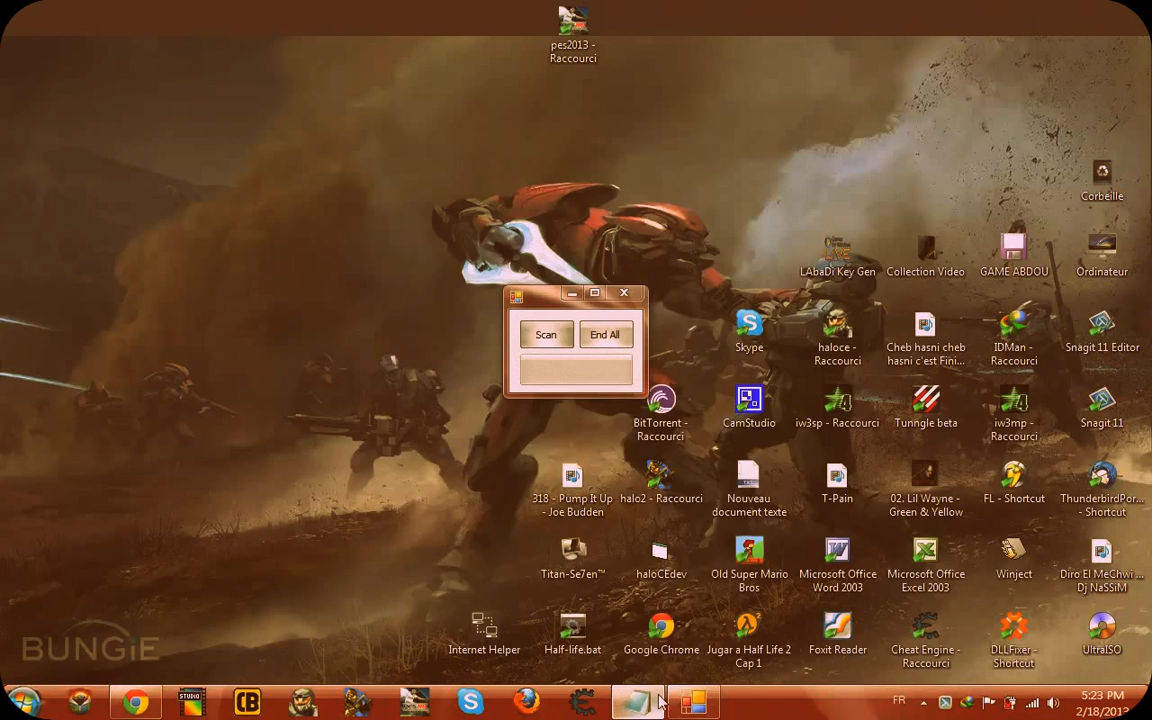 pes2013 -
Raccourci
Corbeille
LAbaDi Key Gen
Collection Video
GAME ABDOU
Ordinateur
Scan
End All
Skype
haloce -
Raccourci
Cheb hasni cheb
hasni c'est Fini...
IDMan -
Raccourci
Snagit 11 Editor
BitTorrent -
Raccourci
CamStudio
iw3sp - Raccourci
Tunngle beta
iw3mp -
Raccourci
Snagit 11
318 - Pump It Up
- Joe Budden
halo2 - Raccourci
Nouveau
document texte
T-Pain
02. Lil Wayne -
Green & Yellow
FL - Shortcut
ThunderbirdPor...
- Shortcut
Titan-Se7en™
haloCEdev
Old Super Mario
Bros
Microsoft Office
Word 2003
Microsoft Office
Excel 2003
Winject
Diro El MeChwi ...
Dj NaSSiM
BUNGiE
Internet Helper
Half-life.bat
Google Chrome
Jugar a Half Life 2
Cap 1
Foxit Reader
Cheat Engine -
Raccourci
DLLFixer -
Shortcut
UltraISO
STUDIO
CB
FR
5:23 PM
2/18/2013